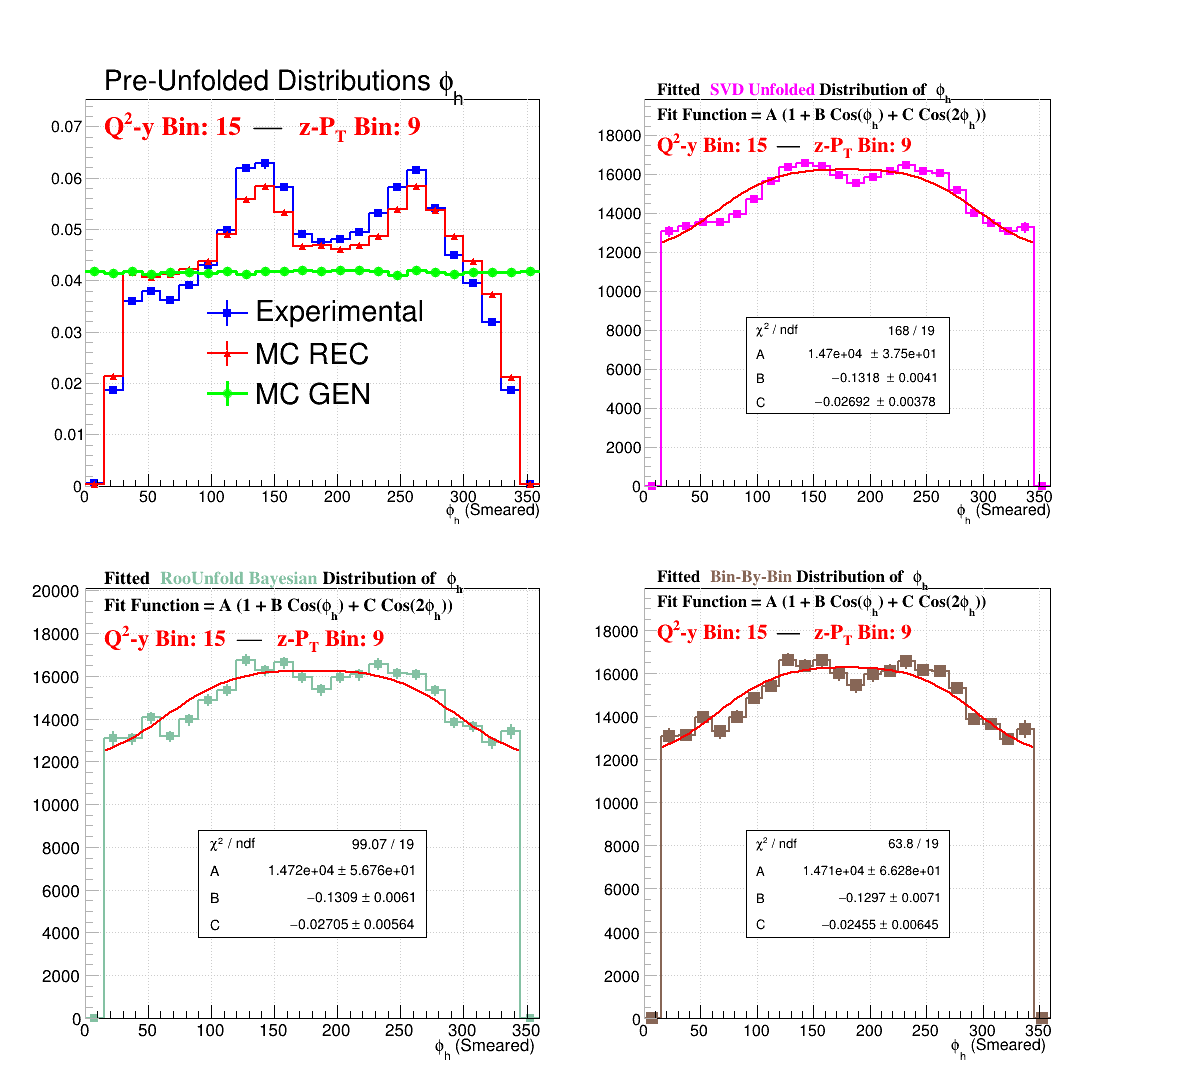 Pre-Unfolded Distributions ϕh
Q²-y Bin: 15 — z-PT Bin: 9
0.07
0.06
0.05
0.04
0.03
0.02
0.01
0
Experimental
MC REC
MC GEN
0 50 100 150 200 250 300 350
ϕh (Smeared)
Fitted SVD Unfolded Distribution of ϕh
Fit Function = A (1 + B Cos(ϕh) + C Cos(2ϕh))
Q²-y Bin: 15 — z-PT Bin: 9
18000
16000
14000
12000
10000
8000
6000
4000
2000
0
χ² / ndf 168 / 19
A 1.47e+04 ± 3.75e+01
B −0.1318 ± 0.0041
C −0.02692 ± 0.00378
0 50 100 150 200 250 300 350
ϕh (Smeared)
Fitted RooUnfold Bayesian Distribution of ϕh
Fit Function = A (1 + B Cos(ϕh) + C Cos(2ϕh))
Q²-y Bin: 15 — z-PT Bin: 9
20000
18000
16000
14000
12000
10000
8000
6000
4000
2000
0
χ² / ndf 99.07 / 19
A 1.472e+04 ± 5.676e+01
B −0.1309 ± 0.0061
C −0.02705 ± 0.00564
0 50 100 150 200 250 300 350
ϕh (Smeared)
Fitted Bin-By-Bin Distribution of ϕh
Fit Function = A (1 + B Cos(ϕh) + C Cos(2ϕh))
Q²-y Bin: 15 — z-PT Bin: 9
18000
16000
14000
12000
10000
8000
6000
4000
2000
0
χ² / ndf 63.8 / 19
A 1.471e+04 ± 6.628e+01
B −0.1297 ± 0.0071
C −0.02455 ± 0.00645
0 50 100 150 200 250 300 350
ϕh (Smeared)